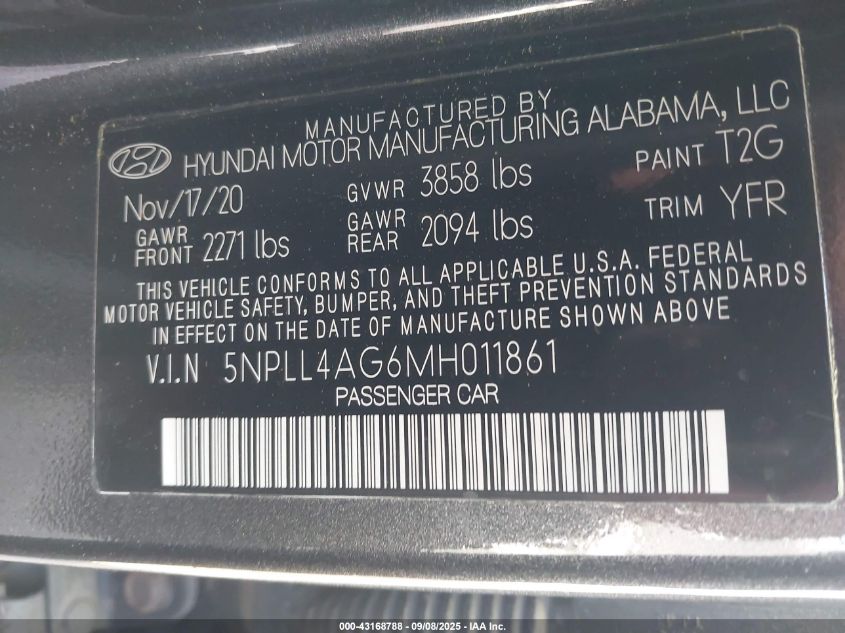 MANUFACTURED BY
HYUNDAI MOTOR MANUFACTURING ALABAMA, LLC
Nov/17/20 GVWR 3858 lbs PAINT T2G
GAWR FRONT 2271 lbs GAWR REAR 2094 lbs TRIM YFR
THIS VEHICLE CONFORMS TO ALL APPLICABLE U.S.A. FEDERAL
MOTOR VEHICLE SAFETY, BUMPER, AND THEFT PREVENTION STANDARDS
IN EFFECT ON THE DATE OF MANUFACTURE SHOWN ABOVE
V.I.N 5NPLL4AG6MH011861
PASSENGER CAR
000-43168788 - 09/08/2025 - IAA Inc.